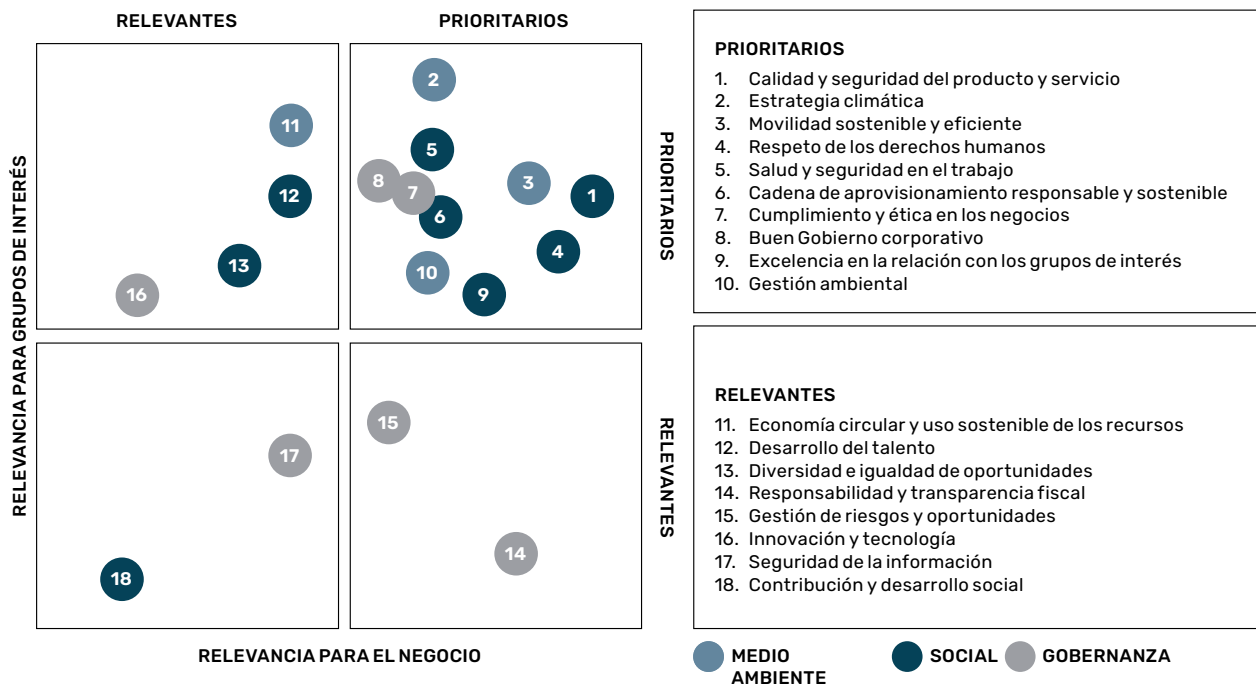 RELEVANTES
PRIORITARIOS
RELEVANCIA PARA GRUPOS DE INTERÉS
2
11
5
8
7
3
12
1
6
13
4
10
16
9
PRIORITARIOS
15
17
14
18
RELEVANTES
RELEVANCIA PARA EL NEGOCIO
PRIORITARIOS
1. Calidad y seguridad del producto y servicio
2. Estrategia climática
3. Movilidad sostenible y eficiente
4. Respeto de los derechos humanos
5. Salud y seguridad en el trabajo
6. Cadena de aprovisionamiento responsable y sostenible
7. Cumplimiento y ética en los negocios
8. Buen Gobierno corporativo
9. Excelencia en la relación con los grupos de interés
10. Gestión ambiental
RELEVANTES
11. Economía circular y uso sostenible de los recursos
12. Desarrollo del talento
13. Diversidad e igualdad de oportunidades
14. Responsabilidad y transparencia fiscal
15. Gestión de riesgos y oportunidades
16. Innovación y tecnología
17. Seguridad de la información
18. Contribución y desarrollo social
MEDIO
AMBIENTE
SOCIAL
GOBERNANZA